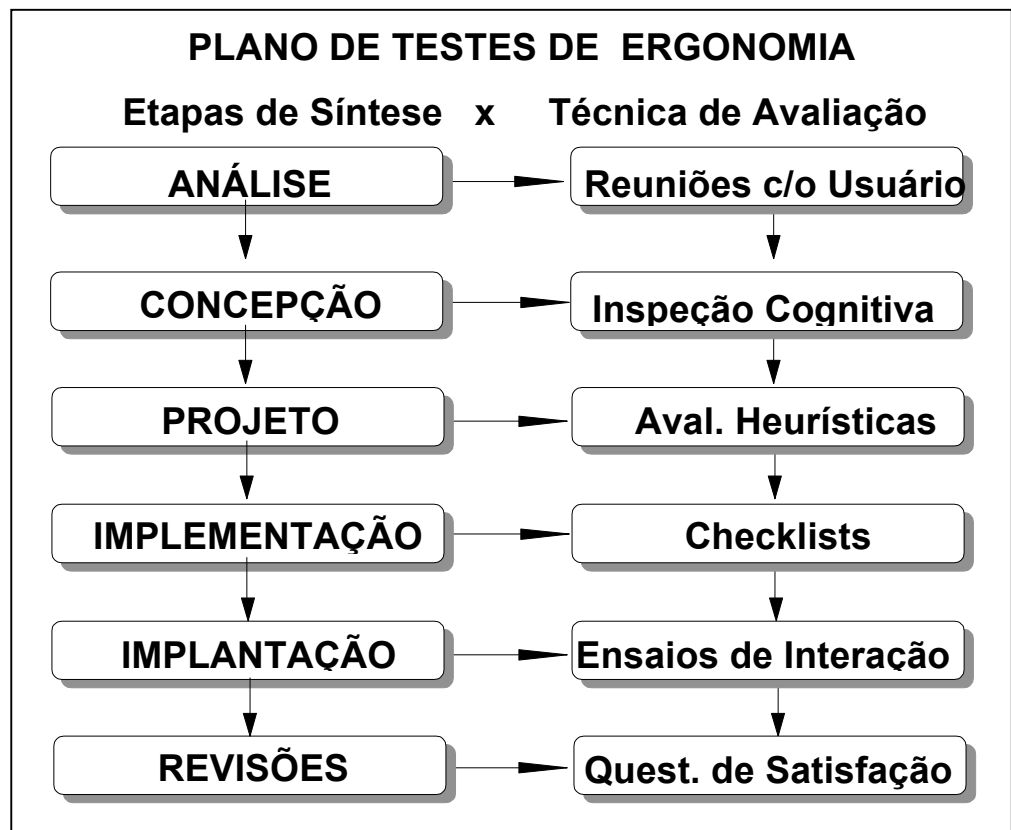 PLANO DE TESTES DE ERGONOMIA
Etapas de Síntese x Técnica de Avaliação
ANÁLISE Reuniões c/o Usuário
CONCEPÇÃO Inspeção Cognitiva
PROJETO Aval. Heurísticas
IMPLEMENTAÇÃO Checklists
IMPLANTAÇÃO Ensaios de Interação
REVISÕES Quest. de Satisfação